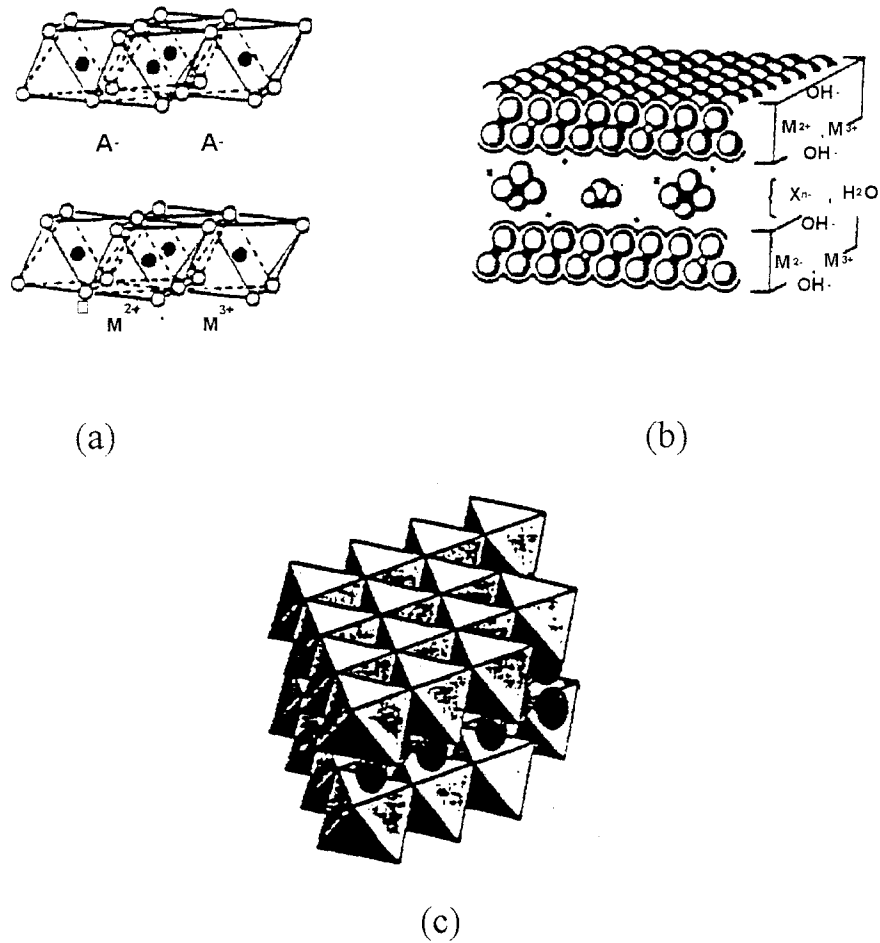 A- A-
M2+ M3+
(a)
OH-
M2+, M3+
OH-
Xn-, H2O
OH-
M2-, M3+
OH-
(b)
(c)